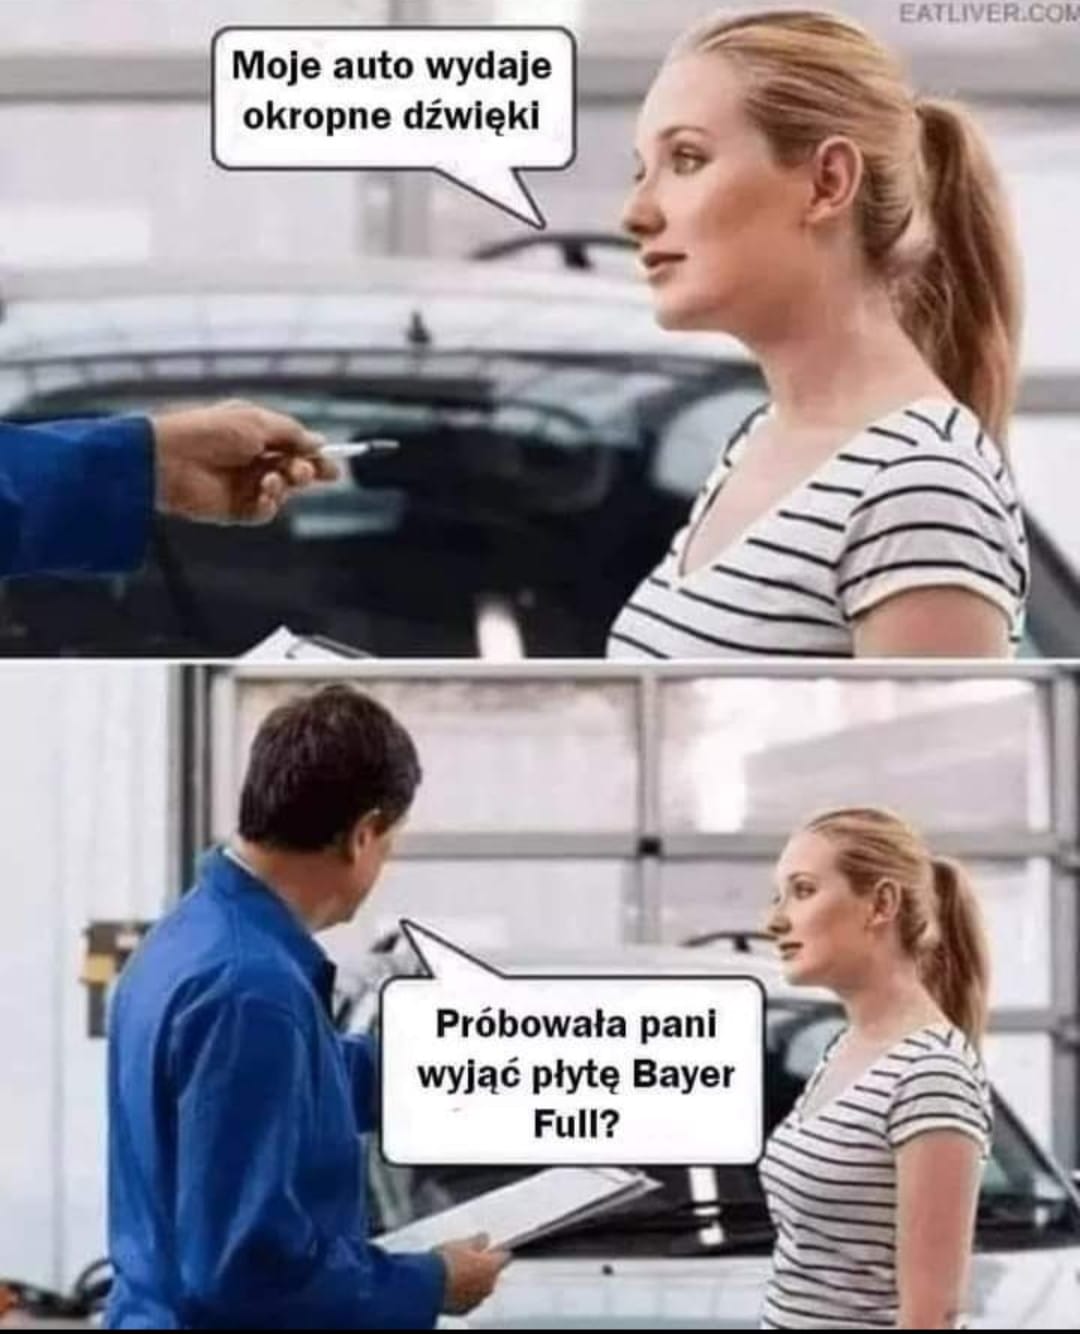 EATLIVER.COM
Moje auto wydaje
okropne dźwięki
Próbowała pani
wyjąć płytę Bayer
Full?